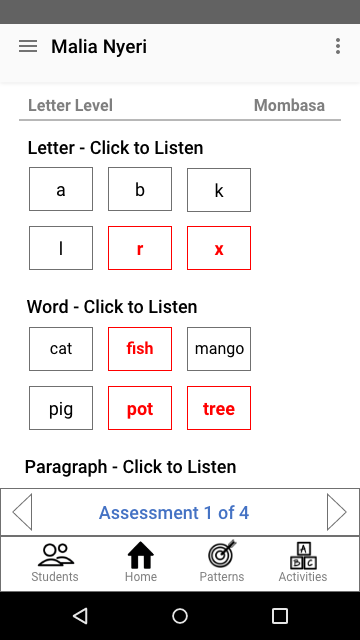 Malia Nyeri
Letter Level Mombasa
Letter - Click to Listen
a b k
l r x
Word - Click to Listen
cat fish mango
pig pot tree
Paragraph - Click to Listen
Assessment 1 of 4
A
B C
Students Home Patterns Activities